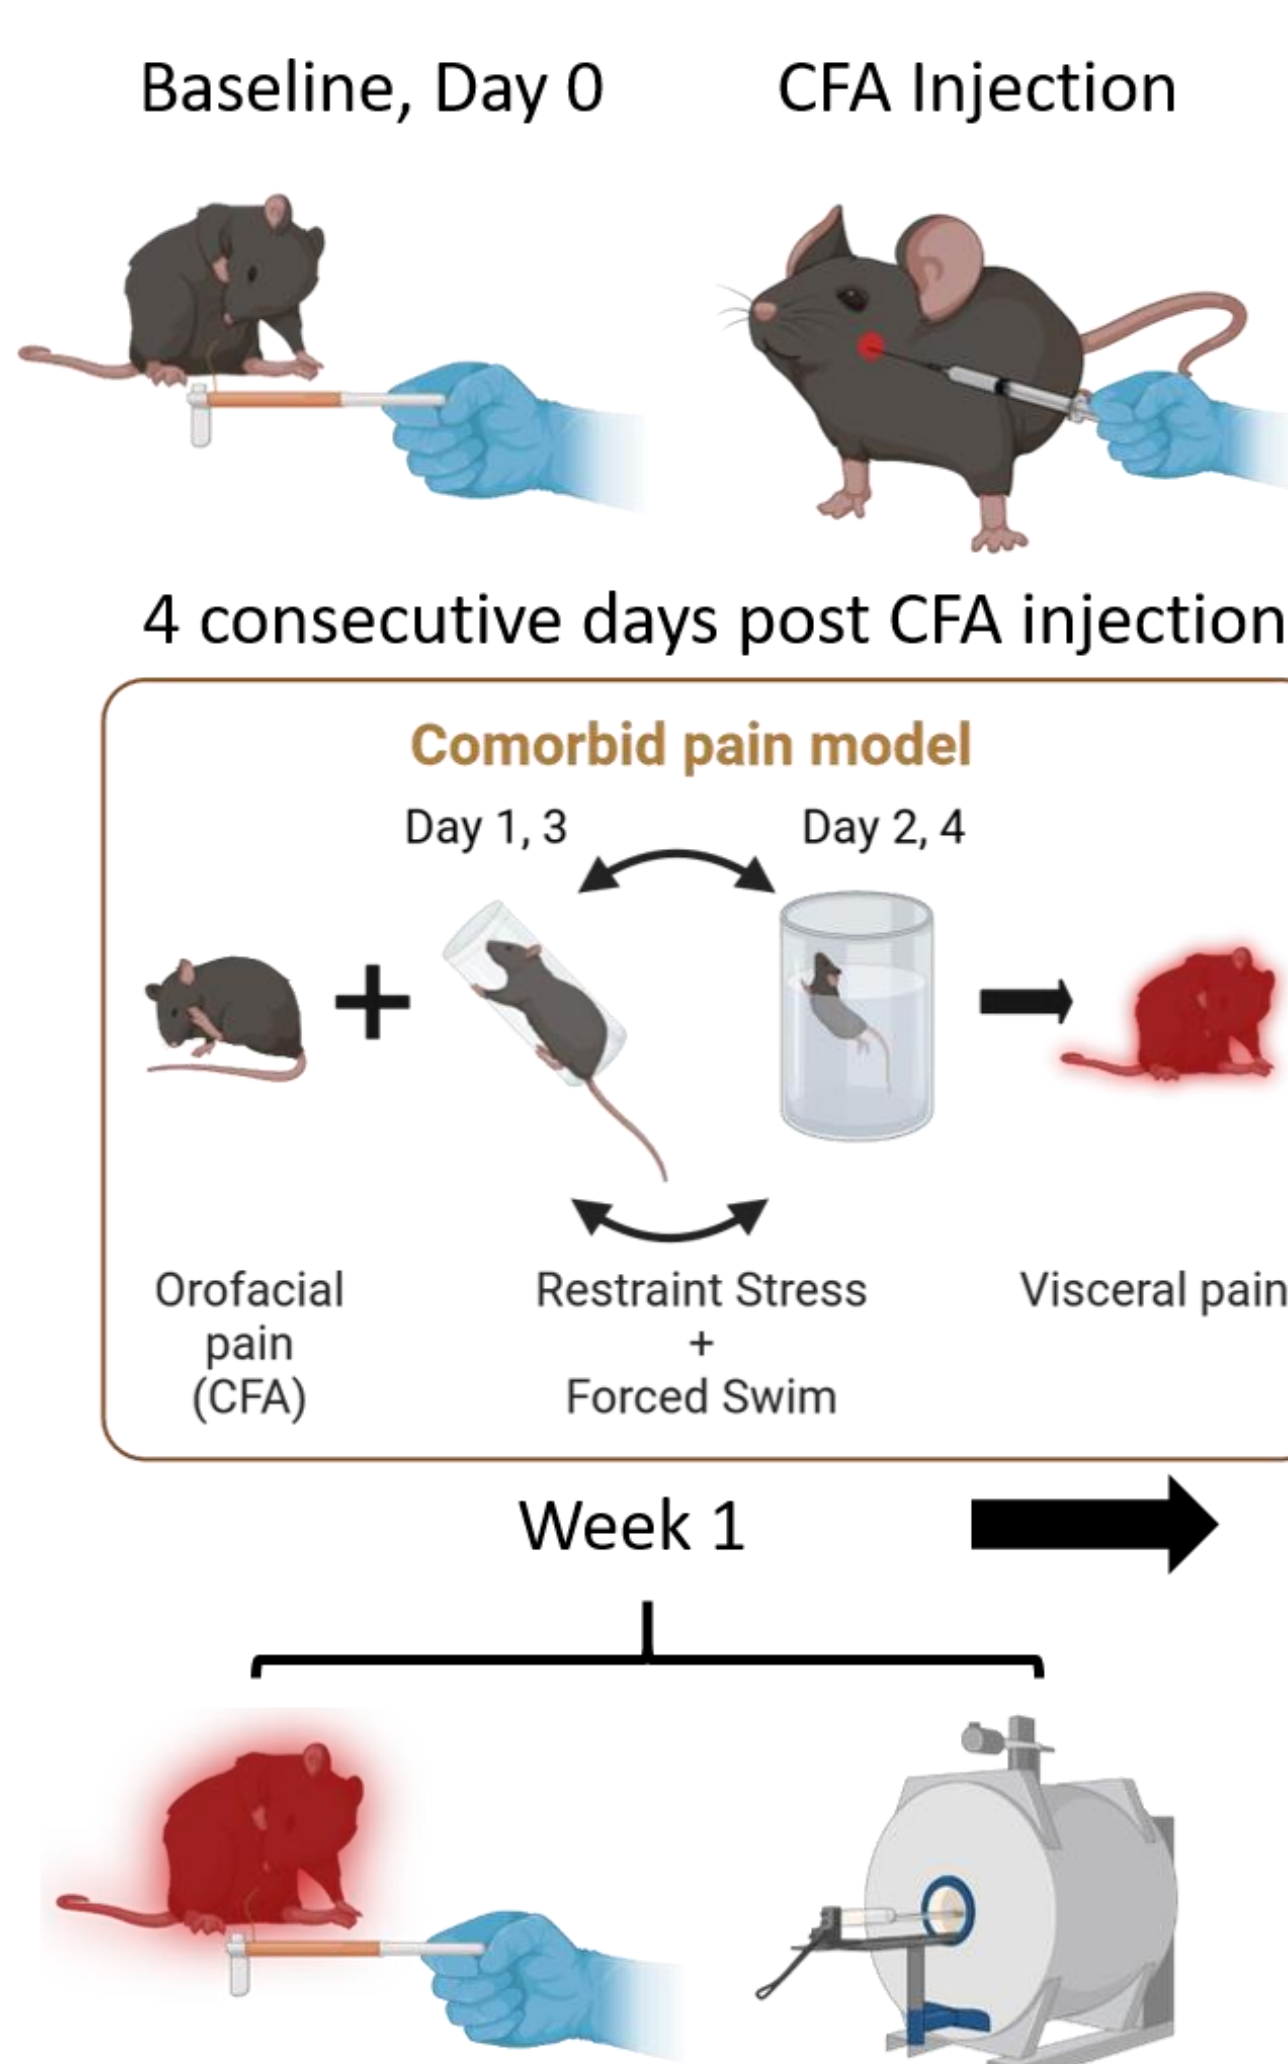 Baseline, Day 0
CFA Injection
4 consecutive days post CFA injection
Comorbid pain model
Day 1, 3
Day 2, 4
+
Orofacial
pain
(CFA)
Restraint Stress
+
Forced Swim
Visceral pain
Week 1